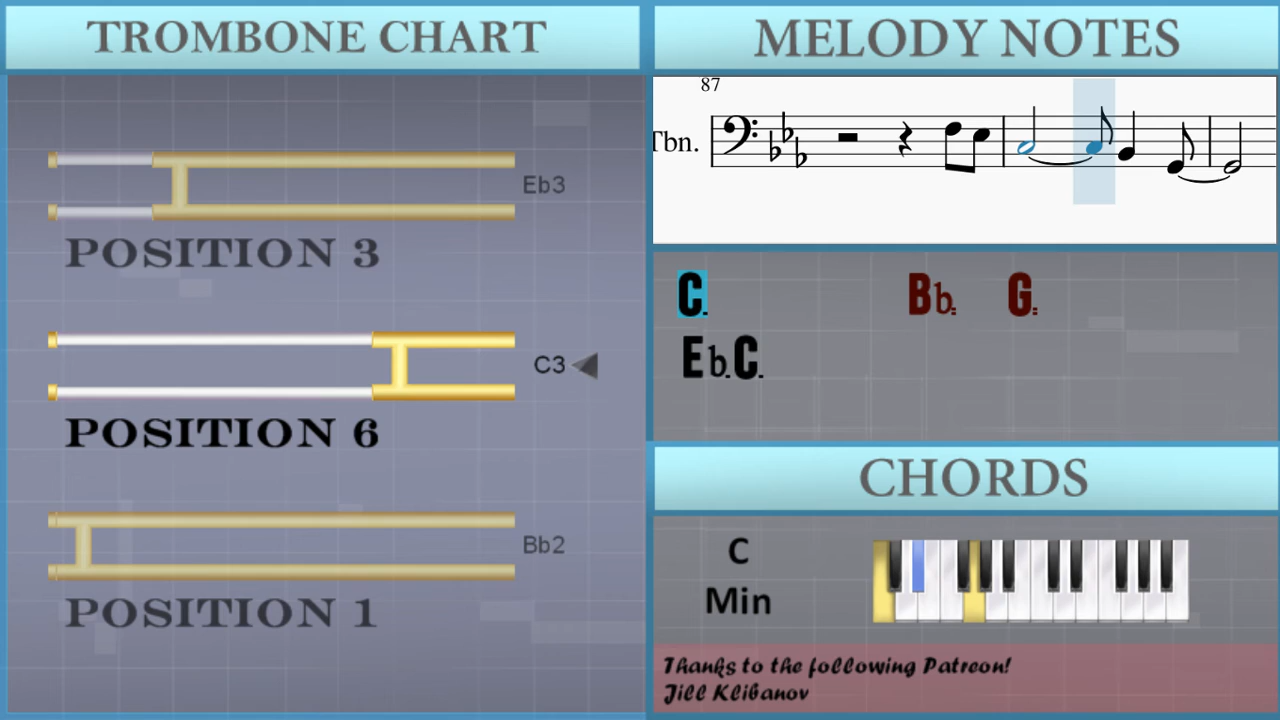 TROMBONE CHART
Eb3
POSITION 3
C3
POSITION 6
Bb2
POSITION 1
MELODY NOTES
87
Tbn.
C. Bb. G.
Eb. C.
CHORDS
C
Min
Thanks to the following Patreon!
Jill Klibanov